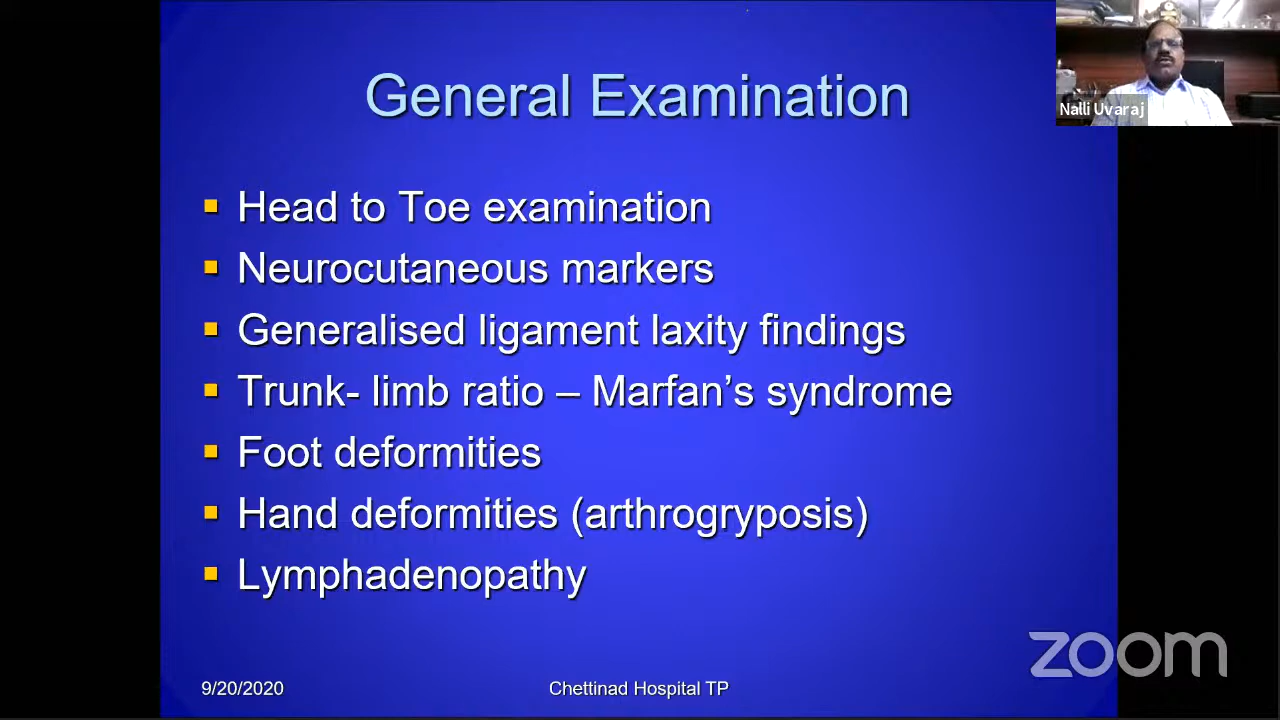 General Examination
Nalli Uvaraj
Head to Toe examination
Neurocutaneous markers
Generalised ligament laxity findings
Trunk- limb ratio – Marfan’s syndrome
Foot deformities
Hand deformities (arthrogryposis)
Lymphadenopathy
zoom
9/20/2020
Chettinad Hospital TP